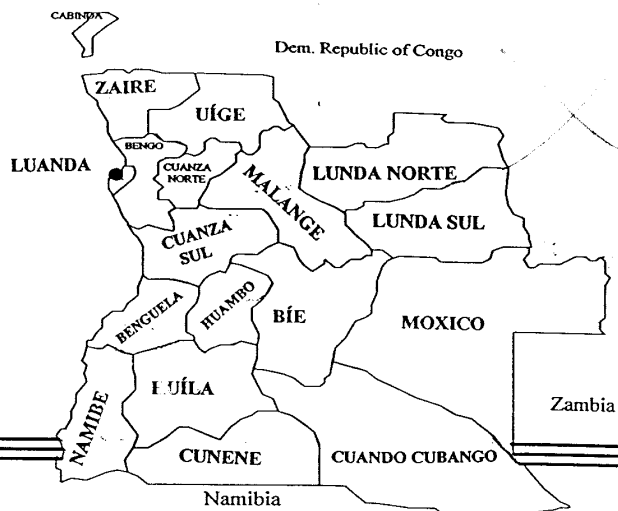 CABINDA
Dem. Republic of Congo
ZAIRE
UÍGE
BENGO
LUANDA
CUANZA
NORTE
MALANGE
LUNDA NORTE
LUNDA SUL
CUANZA
SUL
BENGUELA
HUAMBO
BÍE
MOXICO
HUÍLA
NAMIBE
Zambia
CUNENE
CUANDO CUBANGO
Namibia